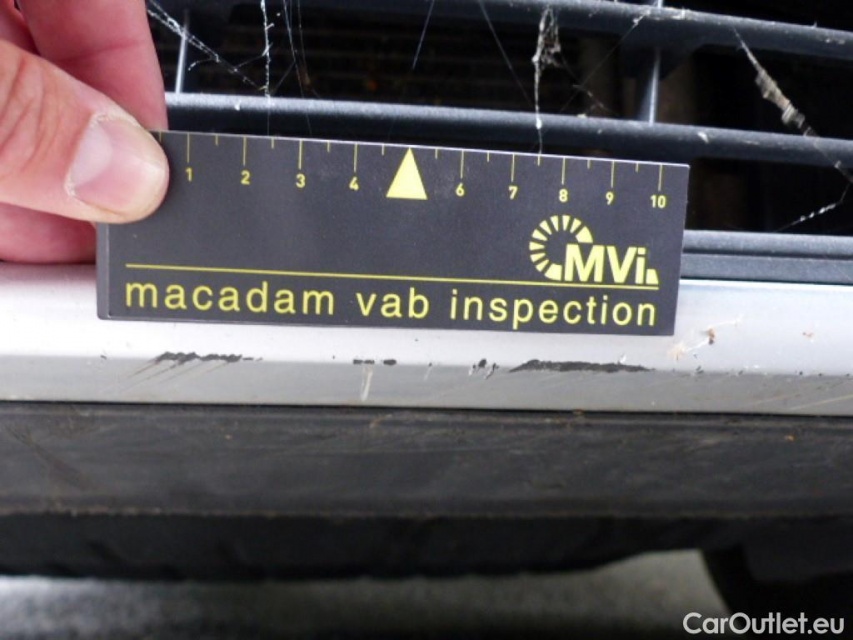 1 2 3 4 6 7 8 9 10
MVi
macadam vab inspection
CarOutlet.eu